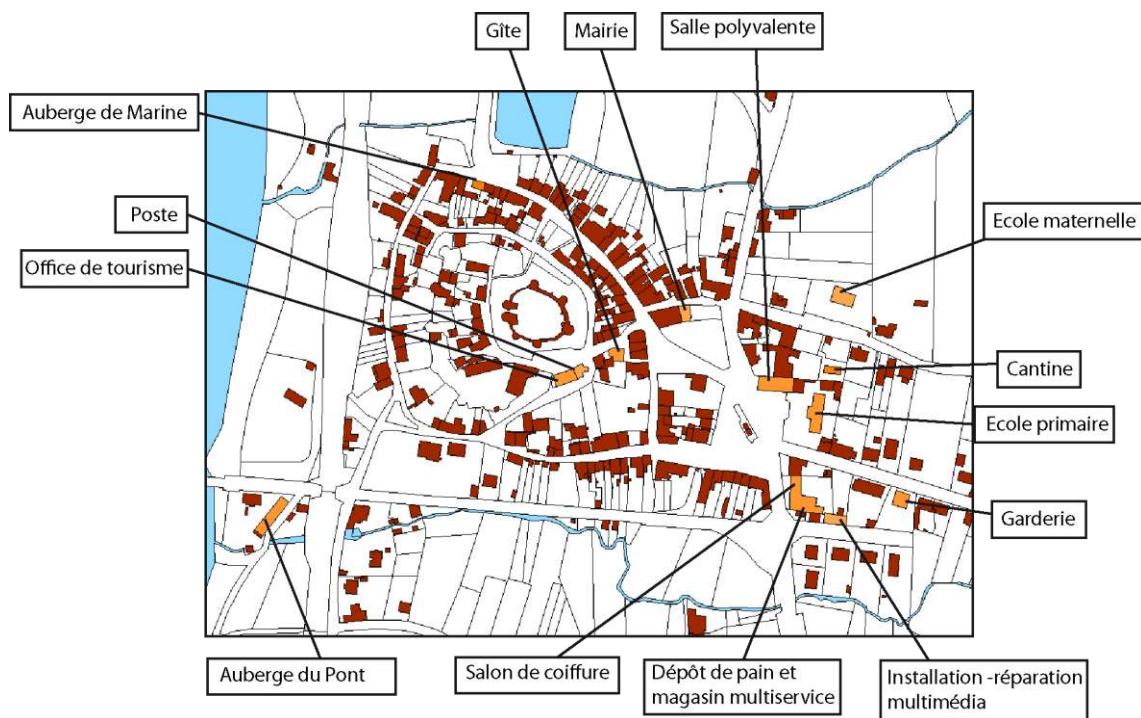 Gîte
Mairie
Salle polyvalente
Auberge de Marine
Poste
Office de tourisme
Ecole maternelle
Cantine
Ecole primaire
Garderie
Auberge du Pont
Salon de coiffure
Dépôt de pain et
magasin multiservice
Installation -réparation
multimédia